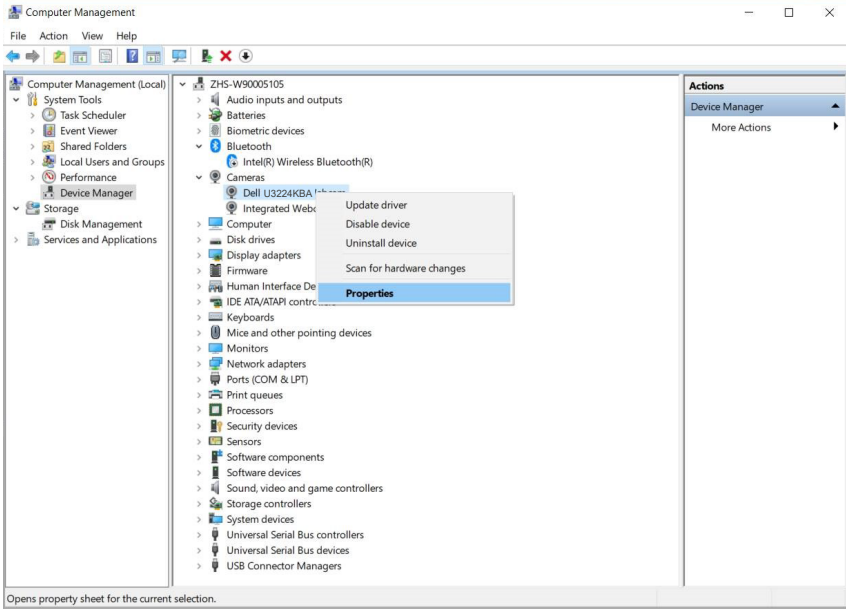 Computer Management
File Action View Help
Computer Management (Local)
System Tools
Task Scheduler
Event Viewer
Shared Folders
Local Users and Groups
Performance
Device Manager
Storage
Disk Management
Services and Applications
ZHS-W90005105
Audio inputs and outputs
Batteries
Biometric devices
Bluetooth
Intel(R) Wireless Bluetooth(R)
Cameras
Dell U3224KBA
Integrated
Computer
Disk drives
Display adapters
Firmware
Human Interface
IDE ATA/ATAPI
Keyboards
Mice and other pointing devices
Monitors
Network adapters
Ports (COM & LPT)
Print queues
Processors
Security devices
Sensors
Software components
Software devices
Sound, video and game controllers
Storage controllers
System devices
Universal Serial Bus controllers
Universal Serial Bus devices
USB Connector Managers
Update driver
Disable device
Uninstall device
Scan for hardware changes
Properties
Actions
Device Manager
More Actions
Opens property sheet for the current selection.